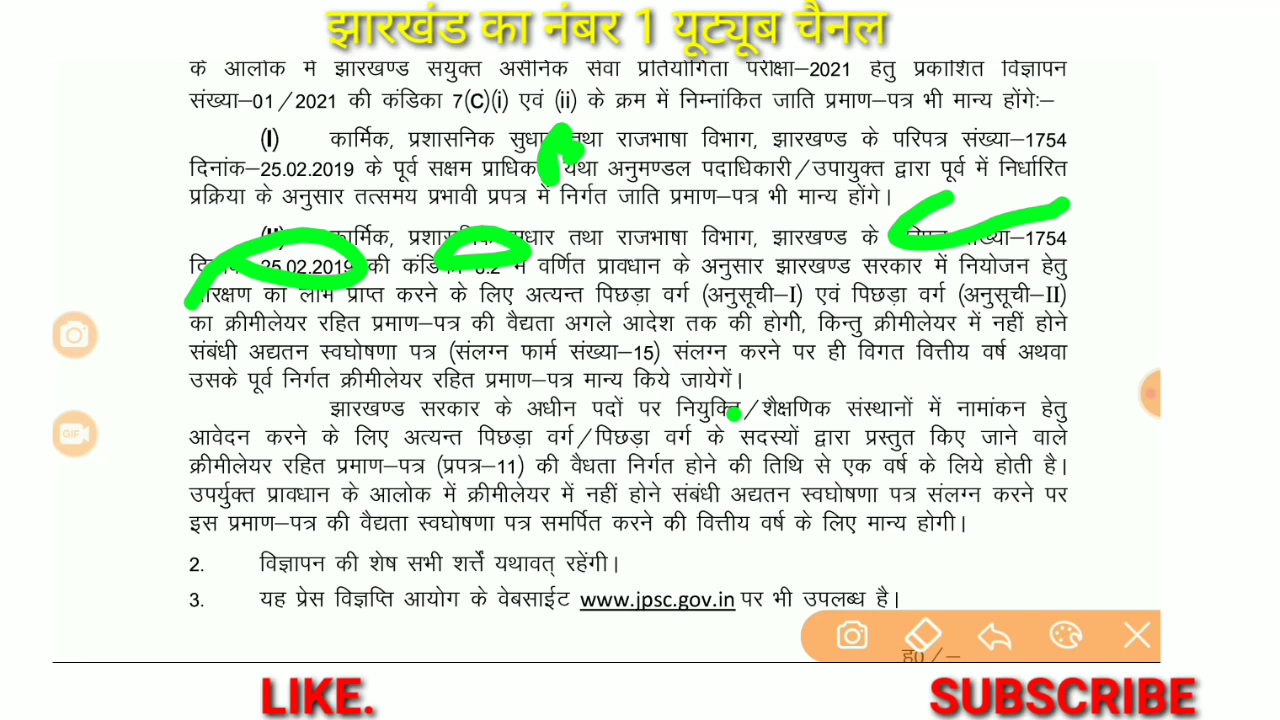 झारखंड का नंबर 1 यूट्यूब चैनल
के आलोक में झारखण्ड संयुक्त असैनिक सेवा प्रतियोगिता परीक्षा–2021 हेतु प्रकाशित विज्ञापन
संख्या–01/2021 की कंडिका 7(C)(i) एवं (ii) के क्रम में निम्नांकित जाति प्रमाण–पत्र भी मान्य होंगेः–
(I) कार्मिक, प्रशासनिक तथा राजभाषा विभाग, झारखण्ड के परिपत्र संख्या–1754
दिनांक–25.02.2019 के पूर्व सक्षम यथा अनुमण्डल पदाधिकारी/उपायुक्त द्वारा पूर्व में निर्धारित
प्रक्रिया के अनुसार तत्समय प्रभावी प्रपत्र में निर्गत जाति प्रमाण–पत्र भी मान्य होंगे।
तथा राजभाषा विभाग, झारखण्ड के –1754
25.02.2019 की वर्णित प्रावधान के अनुसार झारखण्ड सरकार में नियोजन हेतु
का लाभ प्राप्त करने के लिए अत्यन्त पिछड़ा वर्ग (अनुसूची–I) एवं पिछड़ा वर्ग (अनुसूची–II)
का क्रीमीलेयर रहित प्रमाण–पत्र की वैद्यता अगले आदेश तक की होगी, किन्तु क्रीमीलेयर में नहीं होने
संबंधी अद्यतन स्वघोषणा पत्र (संलग्न फार्म संख्या–15) संलग्न करने पर ही विगत वित्तीय वर्ष अथवा
उसके पूर्व निर्गत क्रीमीलेयर रहित प्रमाण–पत्र मान्य किये जायेगें।
झारखण्ड सरकार के अधीन पदों पर नियुक्ति/शैक्षणिक संस्थानों में नामांकन हेतु
आवेदन करने के लिए अत्यन्त पिछड़ा वर्ग/पिछड़ा वर्ग के सदस्यों द्वारा प्रस्तुत किए जाने वाले
क्रीमीलेयर रहित प्रमाण–पत्र (प्रपत्र–11) की वैधता निर्गत होने की तिथि से एक वर्ष के लिये होती है।
उपर्युक्त प्रावधान के आलोक में क्रीमीलेयर में नहीं होने संबंधी अद्यतन स्वघोषणा पत्र संलग्न करने पर
इस प्रमाण–पत्र की वैद्यता स्वघोषणा पत्र समर्पित करने की वित्तीय वर्ष के लिए मान्य होगी।
2. विज्ञापन की शेष सभी शर्त्तें यथावत् रहेंगी।
3. यह प्रेस विज्ञप्ति आयोग के वेबसाईट www.jpsc.gov.in पर भी उपलब्ध है।
GIF
ह0/–
LIKE. SUBSCRIBE